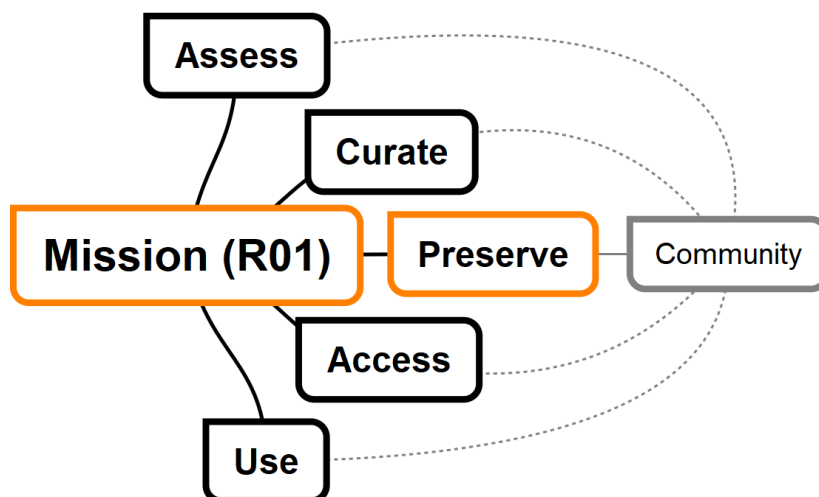 Assess
Curate
Mission (R01)
Preserve
Community
Access
Use